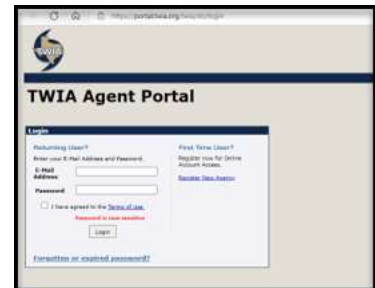 TWIA
TWIA Agent Portal
Login
Returning User?
Enter your E-Mail Address and Password.
E-Mail
Address
Password
I have agreed to the Terms of Use.
Password is case sensitive
Login
Forgotten or expired password?
First Time User?
Register now for Online
Account Access.
Register New Agency